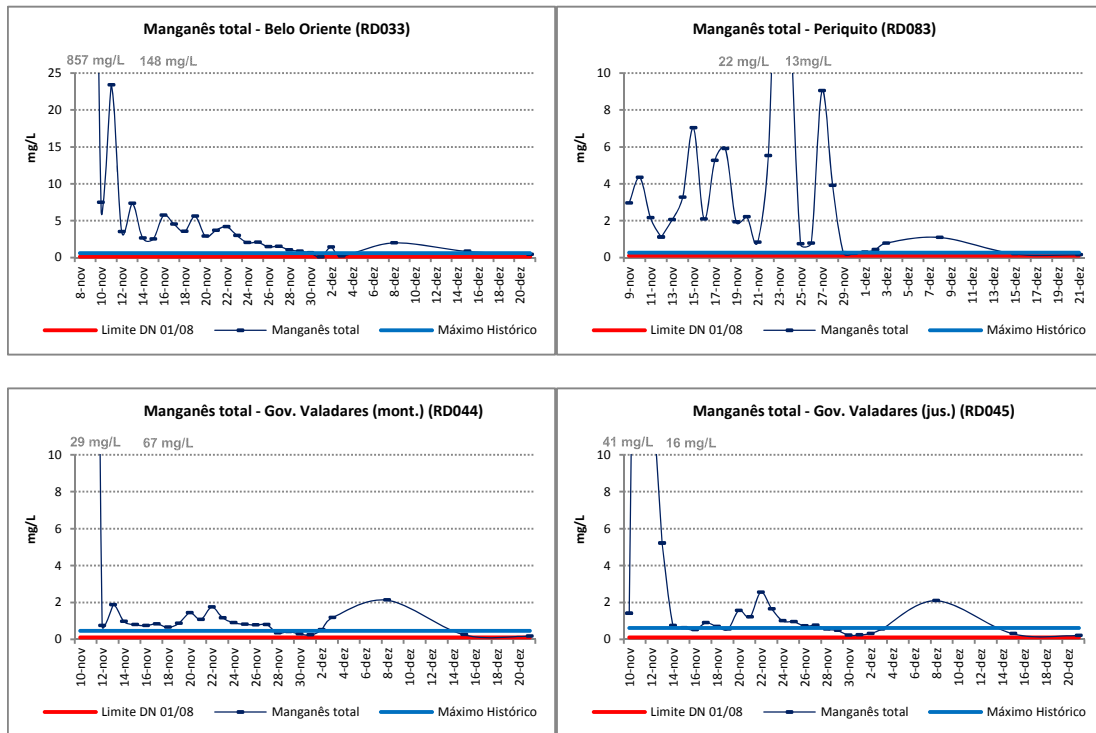 Manganês total - Belo Oriente (RD033)
857 mg/L 148 mg/L
25
20
15
10
5
0
mg/L
8-nov 10-nov 12-nov 14-nov 16-nov 18-nov 20-nov 22-nov 24-nov 26-nov 28-nov 30-nov 2-dez 4-dez 6-dez 8-dez 10-dez 12-dez 14-dez 16-dez 18-dez 20-dez
Limite DN 01/08 Manganês total Máximo Histórico
Manganês total - Periquito (RD083)
22 mg/L 13mg/L
10
8
6
4
2
0
mg/L
9-nov 11-nov 13-nov 15-nov 17-nov 19-nov 21-nov 23-nov 25-nov 27-nov 29-nov 1-dez 3-dez 5-dez 7-dez 9-dez 11-dez 13-dez 15-dez 17-dez 19-dez 21-dez
Limite DN 01/08 Manganês total Máximo Histórico
Manganês total - Gov. Valadares (mont.) (RD044)
29 mg/L 67 mg/L
10
8
6
4
2
0
mg/L
10-nov 12-nov 14-nov 16-nov 18-nov 20-nov 22-nov 24-nov 26-nov 28-nov 30-nov 2-dez 4-dez 6-dez 8-dez 10-dez 12-dez 14-dez 16-dez 18-dez 20-dez
Limite DN 01/08 Manganês total Máximo Histórico
Manganês total - Gov. Valadares (jus.) (RD045)
41 mg/L 16 mg/L
10
8
6
4
2
0
mg/L
10-nov 12-nov 14-nov 16-nov 18-nov 20-nov 22-nov 24-nov 26-nov 28-nov 30-nov 2-dez 4-dez 6-dez 8-dez 10-dez 12-dez 14-dez 16-dez 18-dez 20-dez
Limite DN 01/08 Manganês total Máximo Histórico